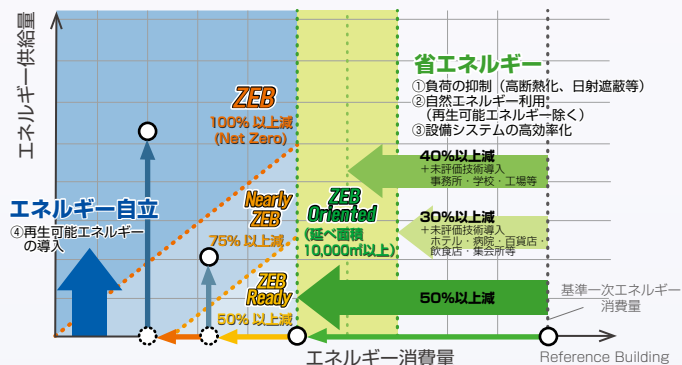 エネルギー供給量
省エネルギー
①負荷の抑制（高断熱化、日射遮蔽等）
②自然エネルギー利用
（再生可能エネルギー除く）
③設備システムの高効率化
ZEB
100% 以上減
(Net Zero)
40%以上減
＋未評価技術導入
事務所・学校・工場等
Nearly
ZEB
75% 以上減
ZEB
Oriented
（延べ面積
10,000㎡以上）
30%以上減
＋未評価技術導入
ホテル・病院・百貨店・
飲食店・集会所等
エネルギー自立
④再生可能エネルギー
の導入
ZEB
Ready
50% 以上減
50%以上減
基準一次エネルギー
消費量
エネルギー消費量
Reference Building